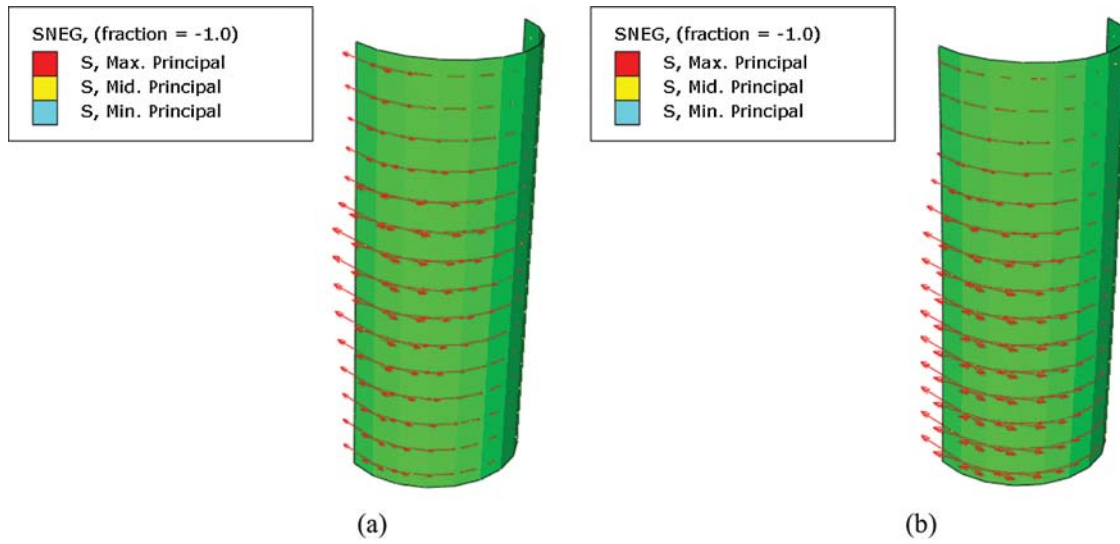 SNEG, (fraction = -1.0)
S, Max. Principal
S, Mid. Principal
S, Min. Principal
SNEG, (fraction = -1.0)
S, Max. Principal
S, Mid. Principal
S, Min. Principal
(a)
(b)